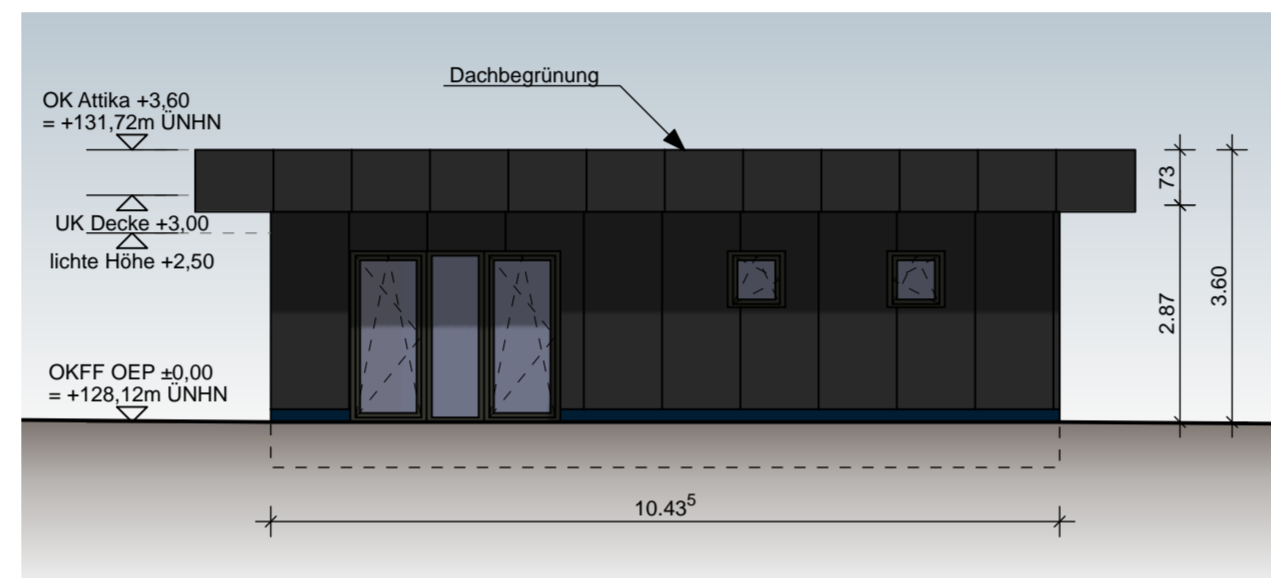 Dachbegrünung
OK Attika +3,60
= +131,72m ÜNHN
UK Decke +3,00
lichte Höhe +2,50
OKFF OEP ±0,00
= +128,12m ÜNHN
73
2.87
3.60
10.43⁵